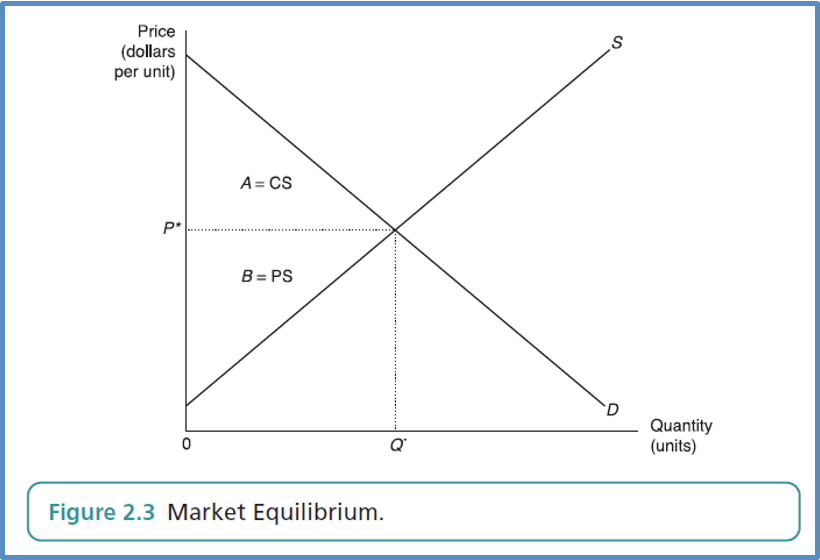 Price
(dollars
per unit)
S
A = CS
P*
B = PS
D
0
Q*
Quantity
(units)
Figure 2.3 Market Equilibrium.